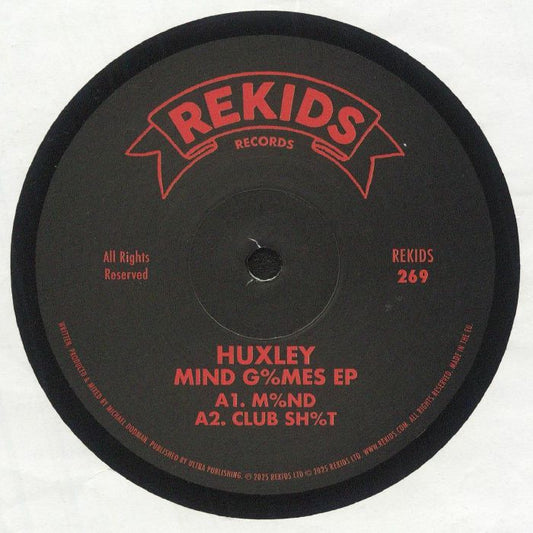 REKIDS
RECORDS
All Rights
Reserved
REKIDS
269
HUXLEY
MIND G%MES EP
A1. M%ND
A2. CLUB SH%T
WRITTEN, PRODUCED & MIXED BY MICHAEL DODMAN. PUBLISHED BY ULTRA PUBLISHING. ℗ 2025 REKIDS LTD © 2025 REKIDS LTD. WWW.REKIDS.COM. ALL RIGHTS RESERVED. MADE IN THE EU.